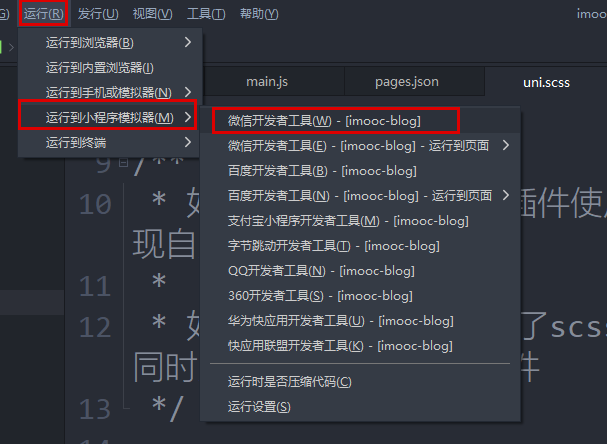 G) 运行(R) 发行(U) 视图(V) 工具(T) 帮助(Y) imooc
运行到浏览器(B)
运行到内置浏览器(I)
运行到手机或模拟器(N)
运行到小程序模拟器(M)
运行到终端
main.js pages.json uni.scss
微信开发者工具(W) - [imooc-blog]
微信开发者工具(E) - [imooc-blog] - 运行到页面
百度开发者工具(B) - [imooc-blog]
百度开发者工具(N) - [imooc-blog] - 运行到页面
支付宝小程序开发者工具(M) - [imooc-blog]
字节跳动开发者工具(T) - [imooc-blog]
QQ开发者工具(N) - [imooc-blog]
360开发者工具(S) - [imooc-blog]
华为快应用开发者工具(U) - [imooc-blog]
快应用联盟开发者工具(K) - [imooc-blog]
运行时是否压缩代码(C)
运行设置(S)
9 /**
10 * 如 插件使用
现自
11 *
12 * 如 了scss
同时 件
13 */